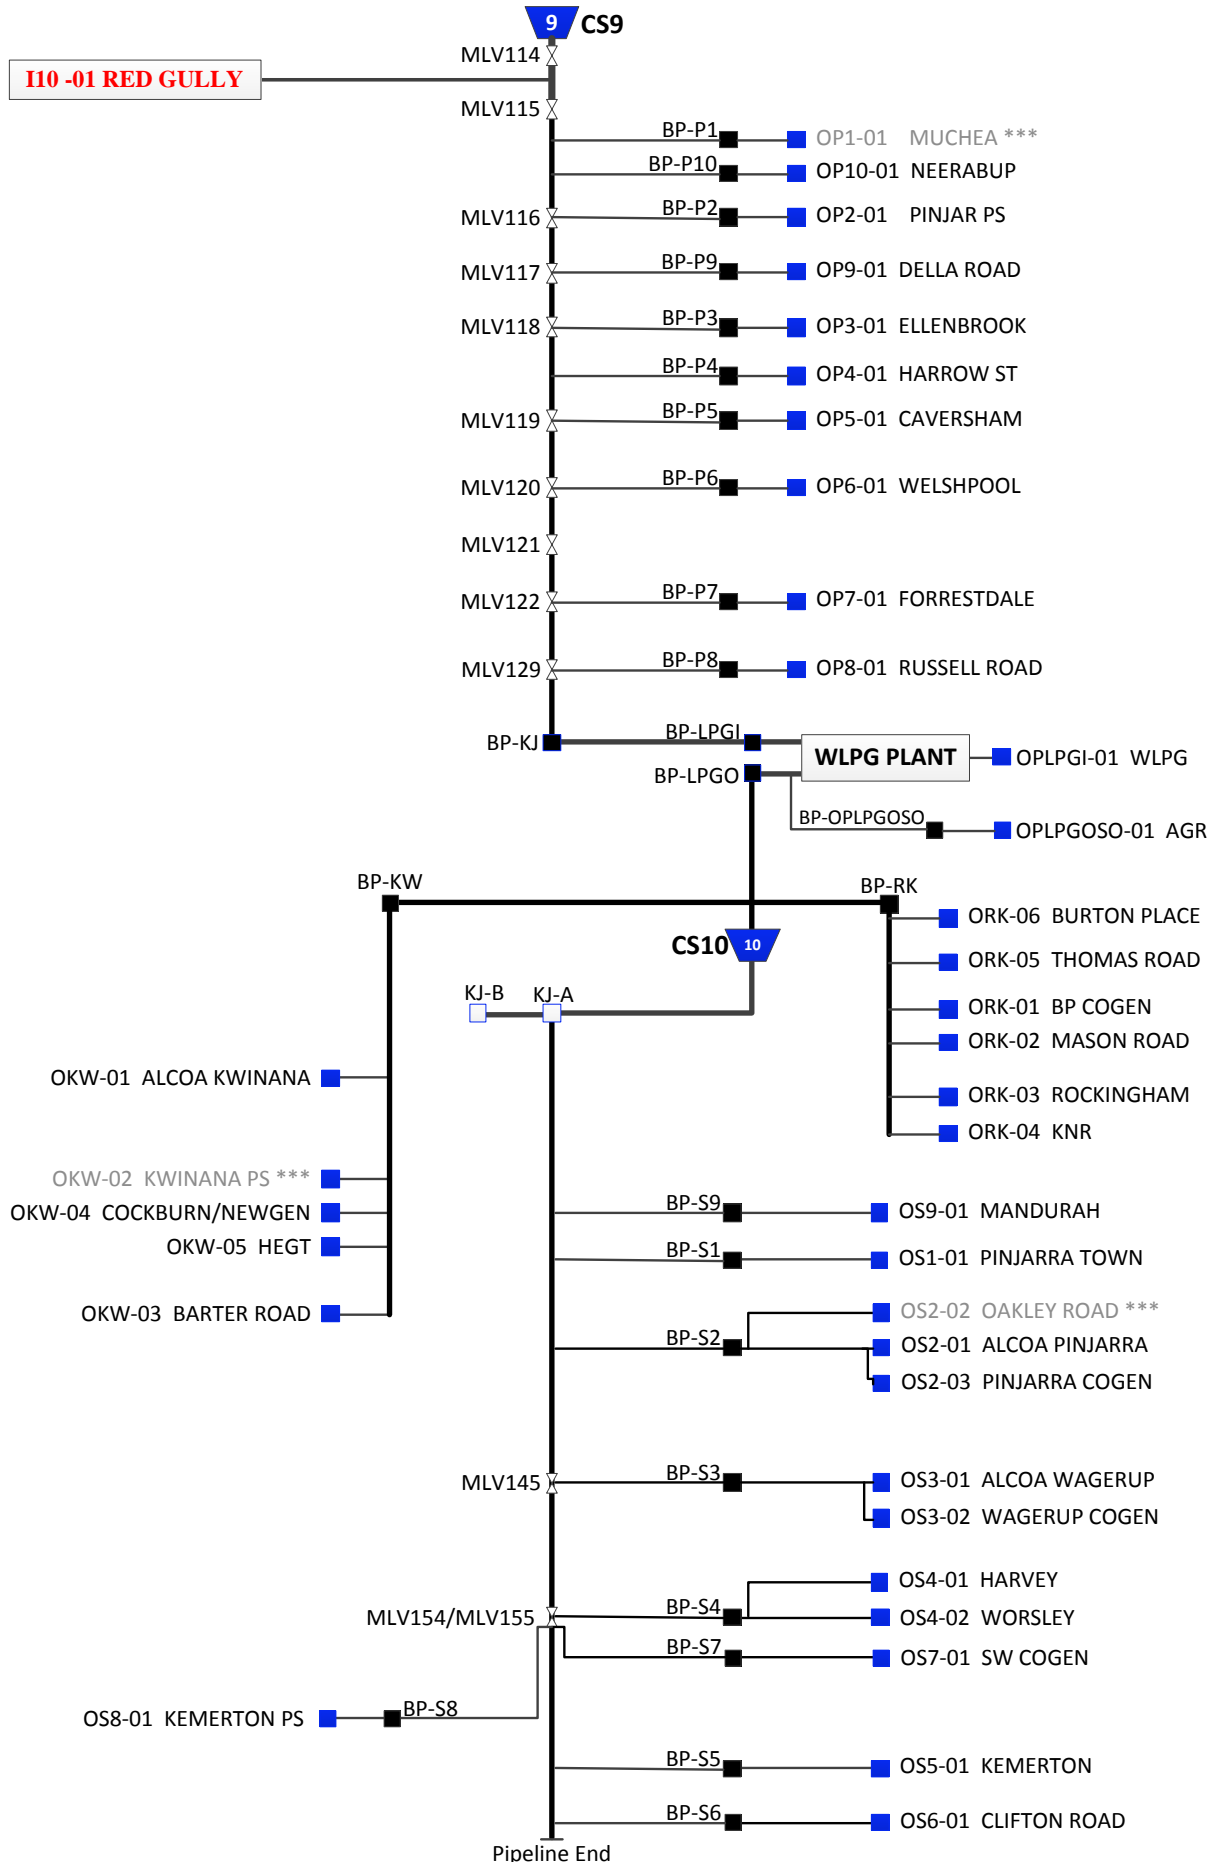 9 CS9
MLV114
I10 -01 RED GULLY
MLV115
BP-P1 OP1-01 MUCHEA ***
BP-P10 OP10-01 NEERABUP
MLV116 BP-P2 OP2-01 PINJAR PS
MLV117 BP-P9 OP9-01 DELLA ROAD
MLV118 BP-P3 OP3-01 ELLENBROOK
BP-P4 OP4-01 HARROW ST
MLV119 BP-P5 OP5-01 CAVERSHAM
MLV120 BP-P6 OP6-01 WELSHPOOL
MLV121
MLV122 BP-P7 OP7-01 FORRESTDALE
MLV129 BP-P8 OP8-01 RUSSELL ROAD
BP-KJ BP-LPGI
WLPG PLANT OPLPGI-01 WLPG
BP-LPGO
BP-OPLPGOSO OPLPGOSO-01 AGR
BP-KW BP-RK
ORK-06 BURTON PLACE
CS10 10
ORK-05 THOMAS ROAD
KJ-B KJ-A
ORK-01 BP COGEN
ORK-02 MASON ROAD
OKW-01 ALCOA KWINANA
ORK-03 ROCKINGHAM
ORK-04 KNR
OKW-02 KWINANA PS ***
OKW-04 COCKBURN/NEWGEN
OKW-05 HEGT
OKW-03 BARTER ROAD
BP-S9 OS9-01 MANDURAH
BP-S1 OS1-01 PINJARRA TOWN
OS2-02 OAKLEY ROAD ***
BP-S2 OS2-01 ALCOA PINJARRA
OS2-03 PINJARRA COGEN
MLV145 BP-S3 OS3-01 ALCOA WAGERUP
OS3-02 WAGERUP COGEN
OS4-01 HARVEY
MLV154/MLV155 BP-S4 OS4-02 WORSLEY
BP-S7 OS7-01 SW COGEN
OS8-01 KEMERTON PS BP-S8
BP-S5 OS5-01 KEMERTON
BP-S6 OS6-01 CLIFTON ROAD
Pipeline End